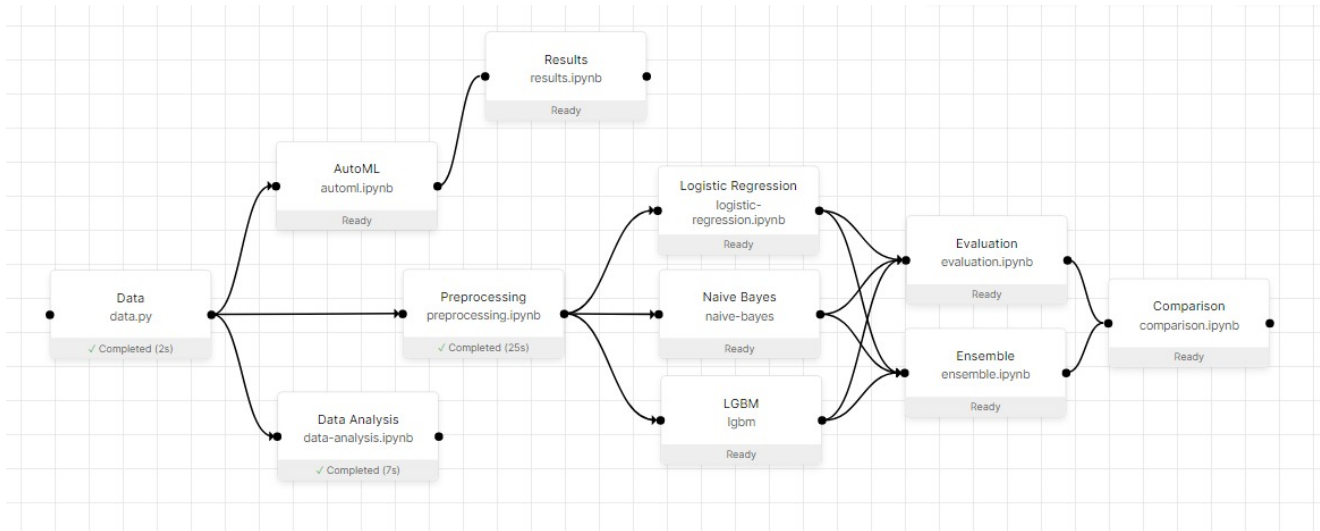 Results
results.ipynb
Ready
AutoML
automl.ipynb
Ready
Logistic Regression
logistic-
regression.ipynb
Ready
Evaluation
evaluation.ipynb
Ready
Data
data.py
✓ Completed (2s)
Preprocessing
preprocessing.ipynb
✓ Completed (25s)
Naive Bayes
naive-bayes
Ready
Comparison
comparison.ipynb
Ready
Ensemble
ensemble.ipynb
Ready
Data Analysis
data-analysis.ipynb
✓ Completed (7s)
LGBM
lgbm
Ready